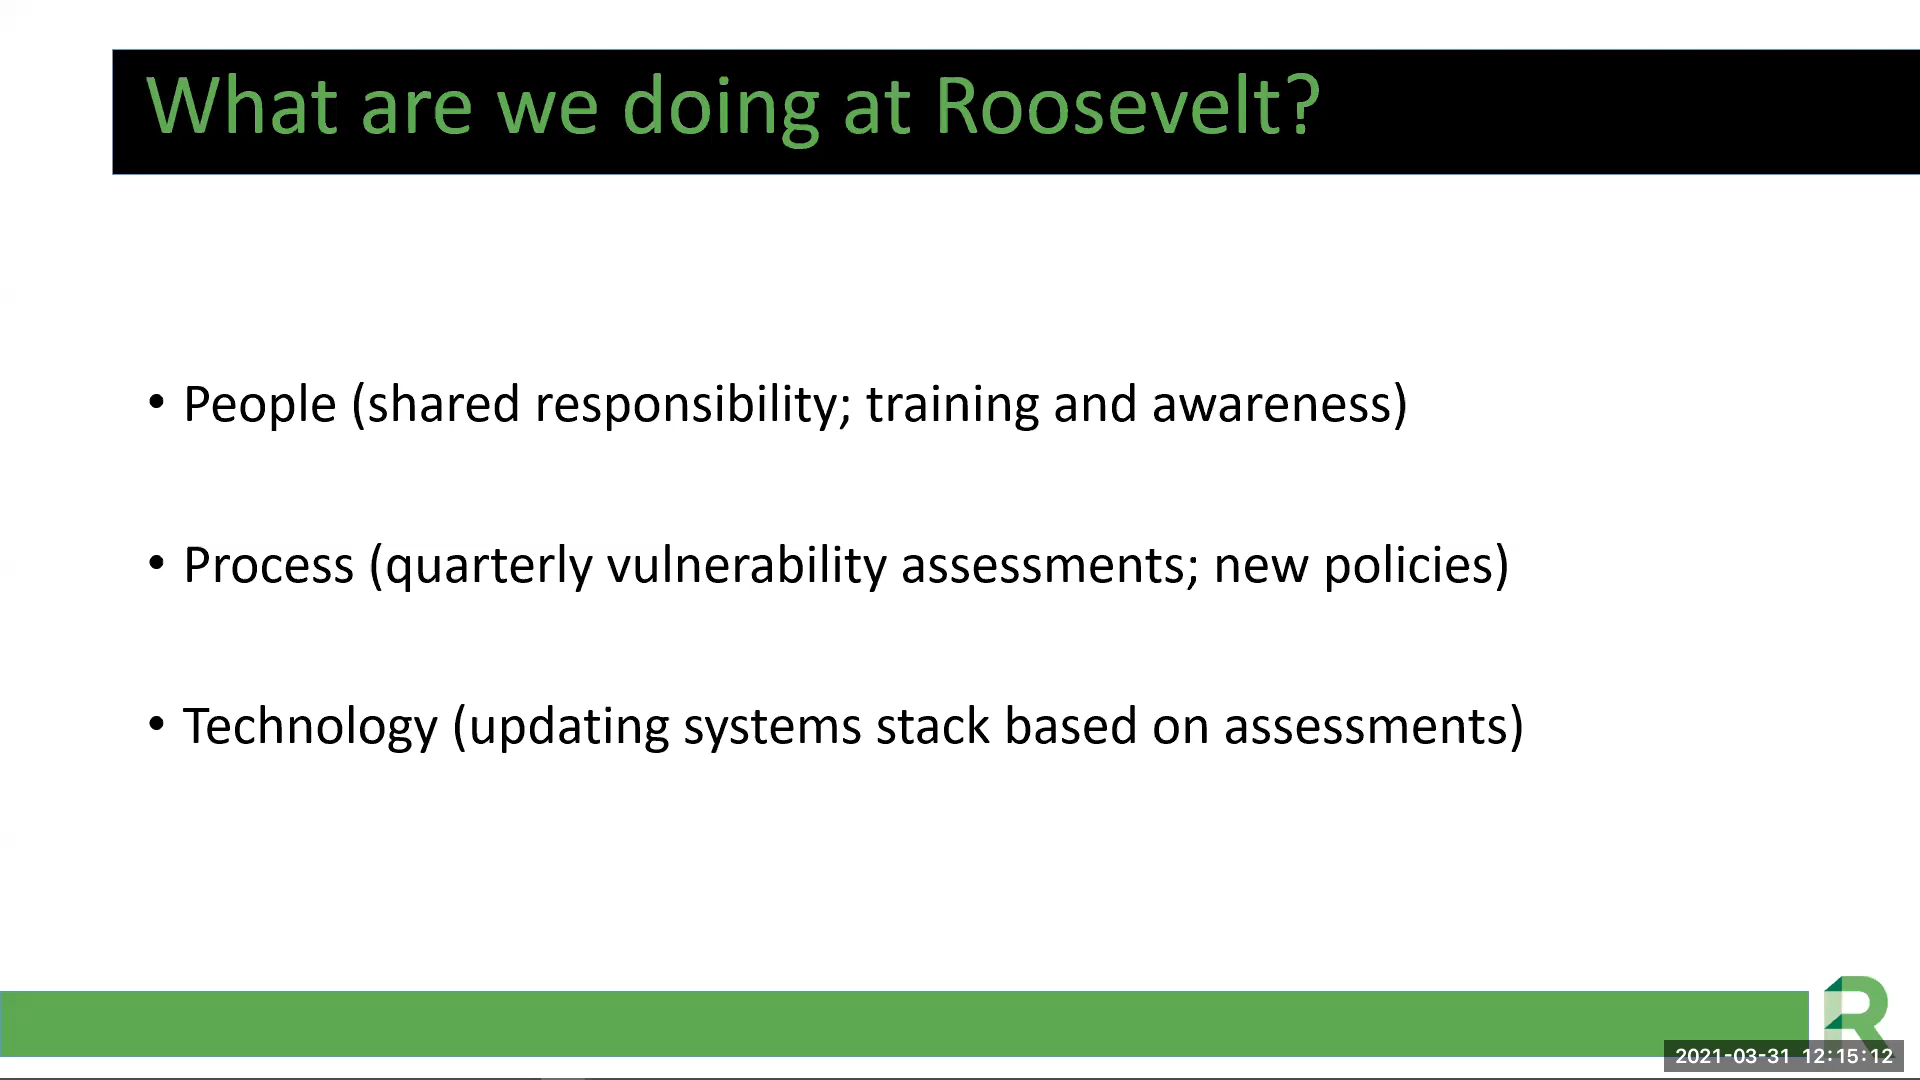 What are we doing at Roosevelt?
• People (shared responsibility; training and awareness)
• Process (quarterly vulnerability assessments; new policies)
• Technology (updating systems stack based on assessments)
R
2021-03-31 12:15:12